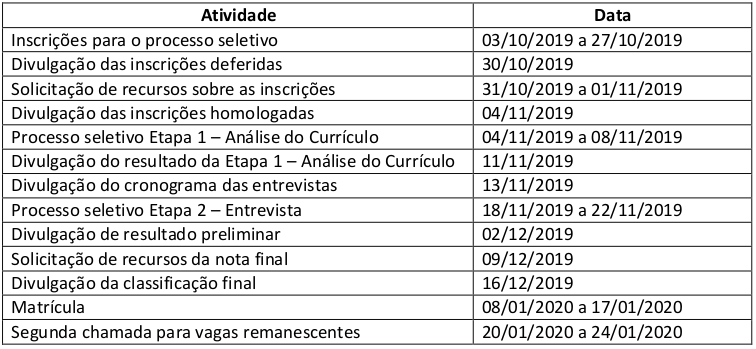 Atividade Data
Inscrições para o processo seletivo 03/10/2019 a 27/10/2019
Divulgação das inscrições deferidas 30/10/2019
Solicitação de recursos sobre as inscrições 31/10/2019 a 01/11/2019
Divulgação das inscrições homologadas 04/11/2019
Processo seletivo Etapa 1 – Análise do Currículo 04/11/2019 a 08/11/2019
Divulgação do resultado da Etapa 1 – Análise do Currículo 11/11/2019
Divulgação do cronograma das entrevistas 13/11/2019
Processo seletivo Etapa 2 – Entrevista 18/11/2019 a 22/11/2019
Divulgação de resultado preliminar 02/12/2019
Solicitação de recursos da nota final 09/12/2019
Divulgação da classificação final 16/12/2019
Matrícula 08/01/2020 a 17/01/2020
Segunda chamada para vagas remanescentes 20/01/2020 a 24/01/2020